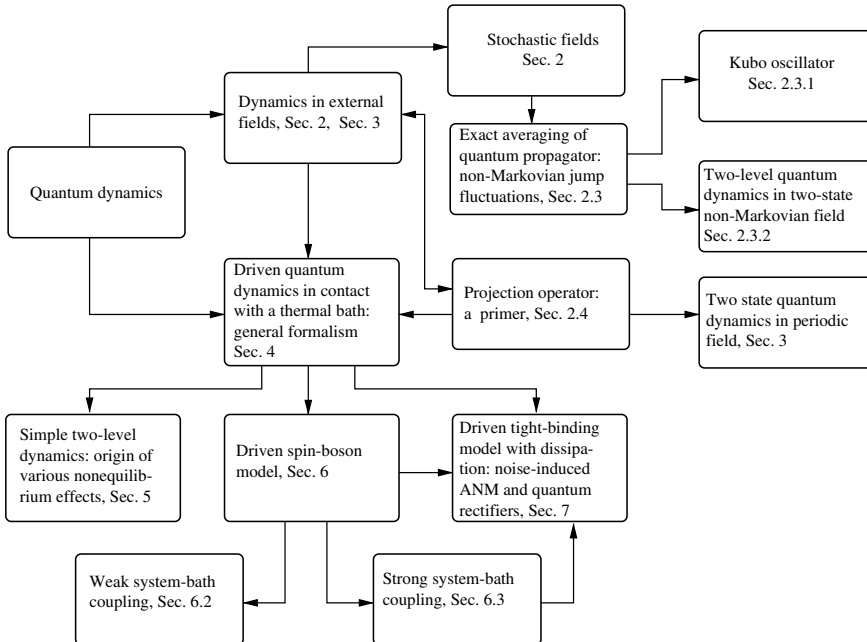 Stochastic fields
Sec. 2
Kubo oscillator
Sec. 2.3.1
Dynamics in external
fields, Sec. 2,  Sec. 3
Exact averaging of
quantum propagator:
non-Markovian jump
fluctuations, Sec. 2.3
Quantum dynamics
Two-level quantum
dynamics in two-state
non-Markovian field
Sec. 2.3.2
Driven quantum
dynamics in contact
with a thermal bath:
general formalism
Sec. 4
Projection operator:
a  primer, Sec. 2.4
Two state quantum
dynamics in periodic
field, Sec. 3
Simple two-level
dynamics: origin of
various nonequilib-
rium effects, Sec. 5
Driven spin-boson
model, Sec. 6
Driven tight-binding
model with dissipa-
tion: noise-induced
ANM and quantum
rectifiers, Sec. 7
Weak system-bath
coupling, Sec. 6.2
Strong system-bath
coupling, Sec. 6.3